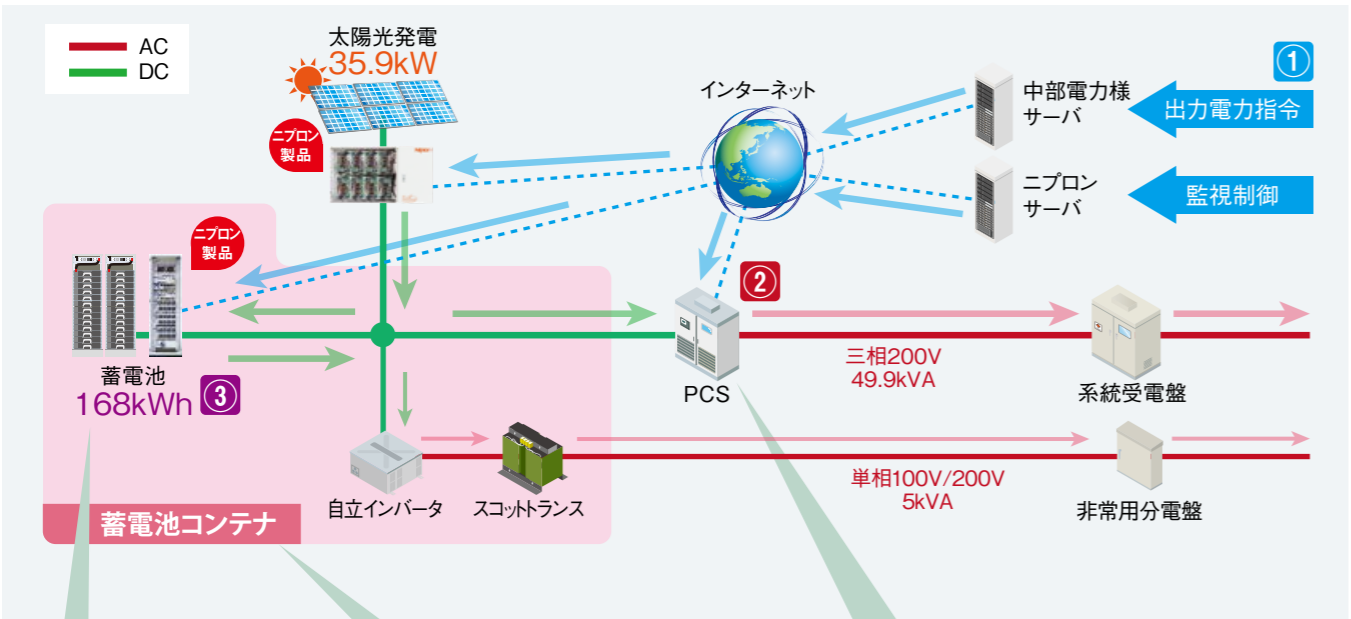 AC
DC
太陽光発電
35.9kW
ニプロン
製品
インターネット
中部電力様
サーバ
①
出力電力指令
ニプロン
サーバ
監視制御
ニプロン
製品
蓄電池
168kWh ③
②
PCS
三相200V
49.9kVA
系統受電盤
自立インバータ
スコットトランス
単相100V/200V
5kVA
非常用分電盤
蓄電池コンテナ